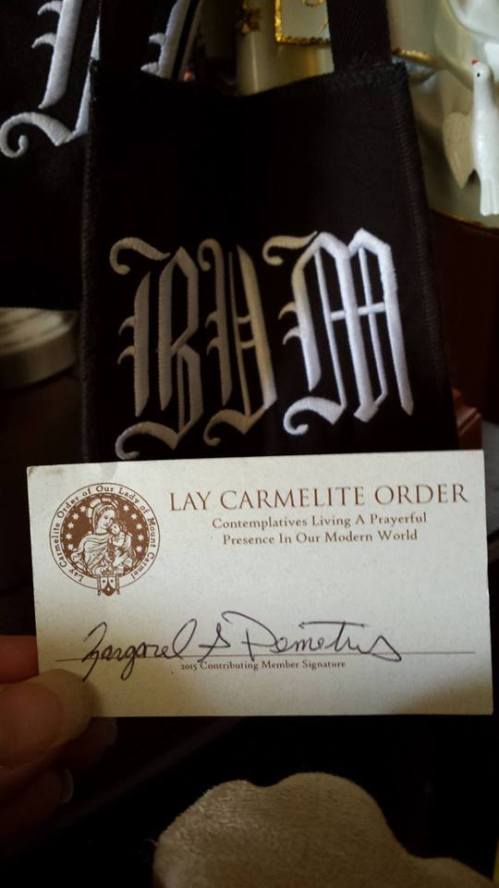 BVM
LAY CARMELITE ORDER
Contemplatives Living A Prayerful
Presence In Our Modern World
Lay Carmelite Order of Our Lady of Mount Carmel
2015 Contributing Member Signature